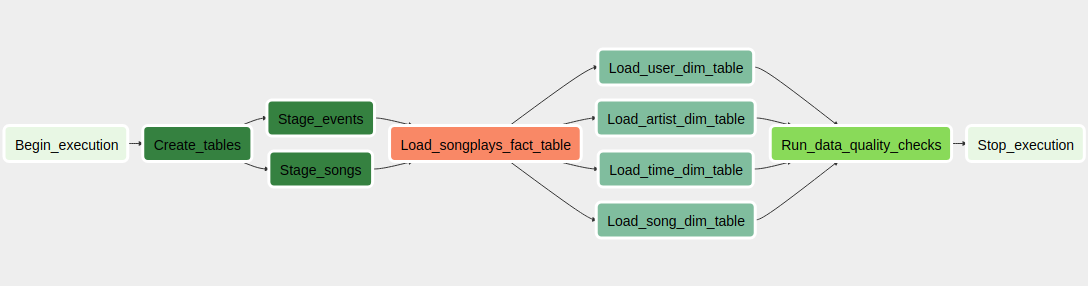 Begin_execution
Create_tables
Stage_events
Stage_songs
Load_songplays_fact_table
Load_user_dim_table
Load_artist_dim_table
Load_time_dim_table
Load_song_dim_table
Run_data_quality_checks
Stop_execution